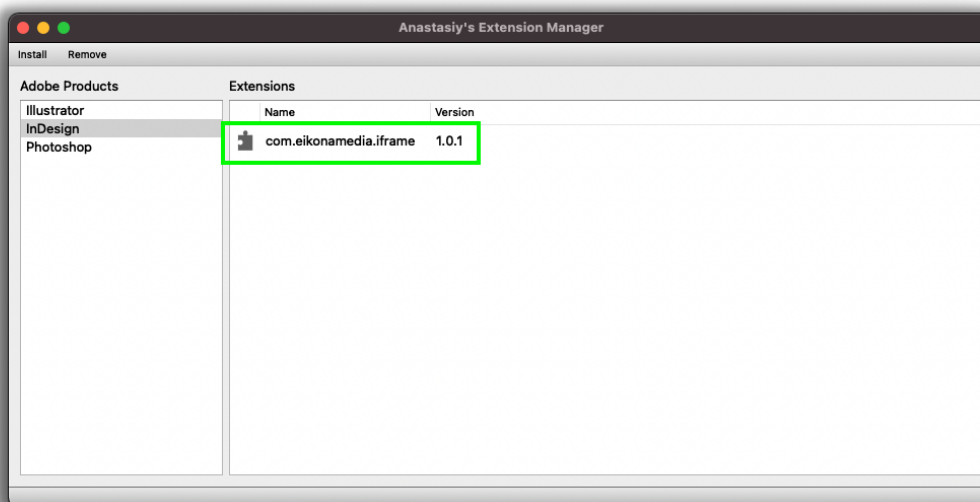 Anastasiy's Extension Manager
Install Remove
Adobe Products
Illustrator
InDesign
Photoshop
Extensions
Name Version
com.eikonamedia.iframe 1.0.1